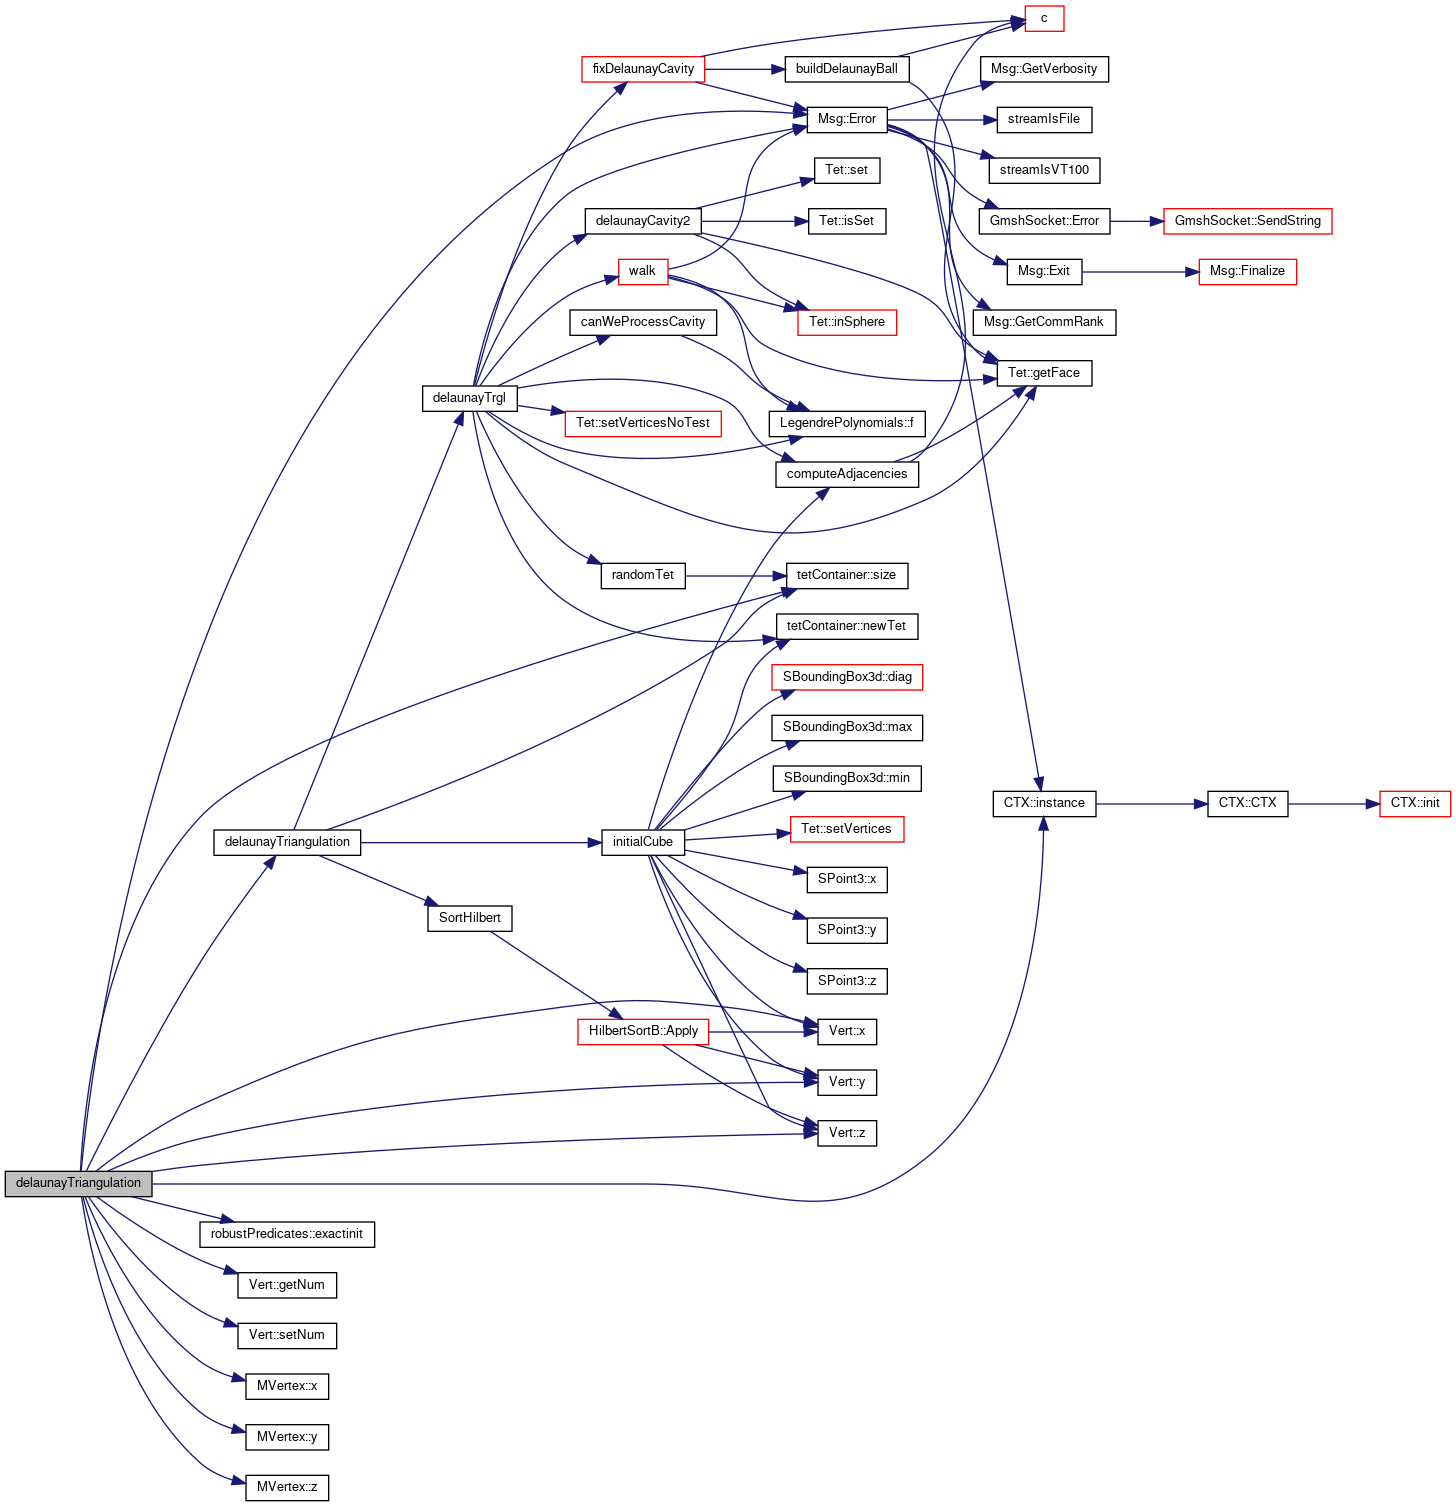 c
fixDelaunayCavity
buildDelaunayBall
Msg::GetVerbosity
Msg::Error
streamIsFile
streamIsVT100
Tet::set
delaunayCavity2
Tet::isSet
GmshSocket::Error
GmshSocket::SendString
walk
Msg::Exit
Msg::Finalize
canWeProcessCavity
Tet::inSphere
Msg::GetCommRank
Tet::getFace
delaunayTrgl
Tet::setVerticesNoTest
LegendrePolynomials::f
computeAdjacencies
randomTet
tetContainer::size
tetContainer::newTet
SBoundingBox3d::diag
SBoundingBox3d::max
SBoundingBox3d::min
CTX::instance
CTX::CTX
CTX::init
delaunayTriangulation
initialCube
Tet::setVertices
SPoint3::x
SortHilbert
SPoint3::y
SPoint3::z
HilbertSortB::Apply
Vert::x
Vert::y
Vert::z
delaunayTriangulation
robustPredicates::exactinit
Vert::getNum
Vert::setNum
MVertex::x
MVertex::y
MVertex::z